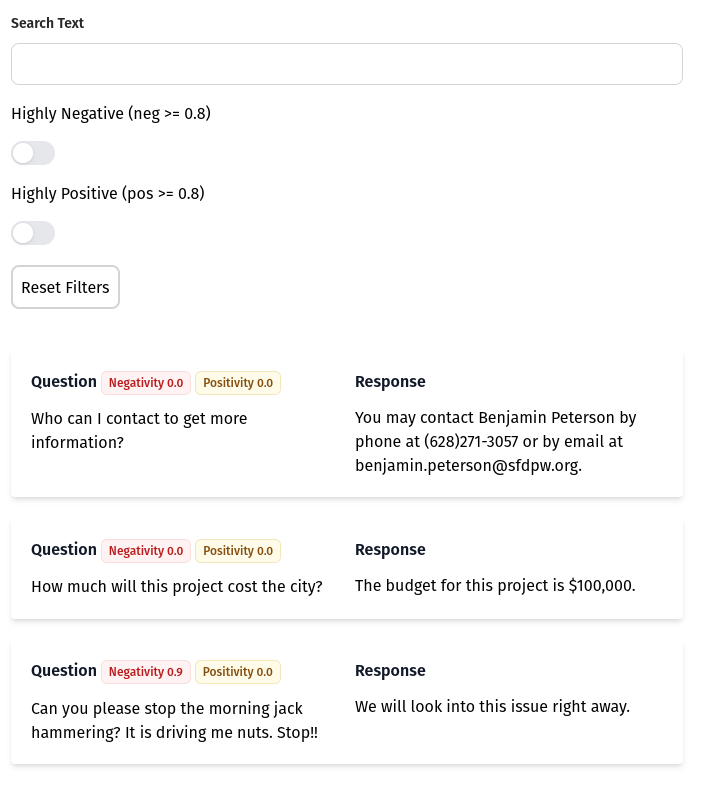 Search Text
Highly Negative (neg >= 0.8)
Highly Positive (pos >= 0.8)
Reset Filters
Question Negativity 0.0 Positivity 0.0
Who can I contact to get more
information?
Response
You may contact Benjamin Peterson by
phone at (628)271-3057 or by email at
benjamin.peterson@sfdpw.org.
Question Negativity 0.0 Positivity 0.0
How much will this project cost the city?
Response
The budget for this project is $100,000.
Question Negativity 0.9 Positivity 0.0
Can you please stop the morning jack
hammering? It is driving me nuts. Stop!!
Response
We will look into this issue right away.